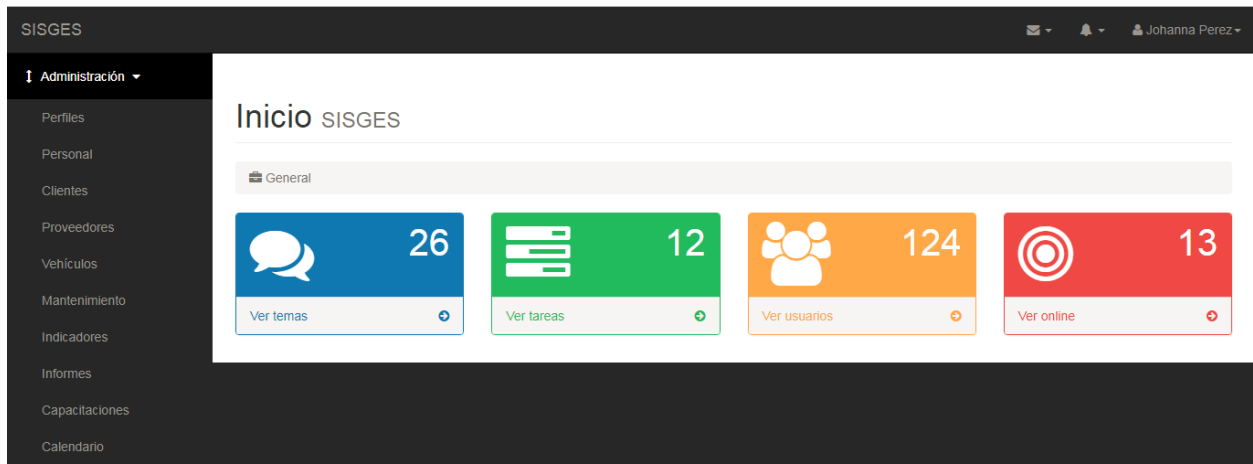 SISGES
Johanna Perez
Administración
Perfiles
Personal
Clientes
Proveedores
Vehículos
Mantenimiento
Indicadores
Informes
Capacitaciones
Calendario
Inicio SISGES
General
26
Ver temas
12
Ver tareas
124
Ver usuarios
13
Ver online